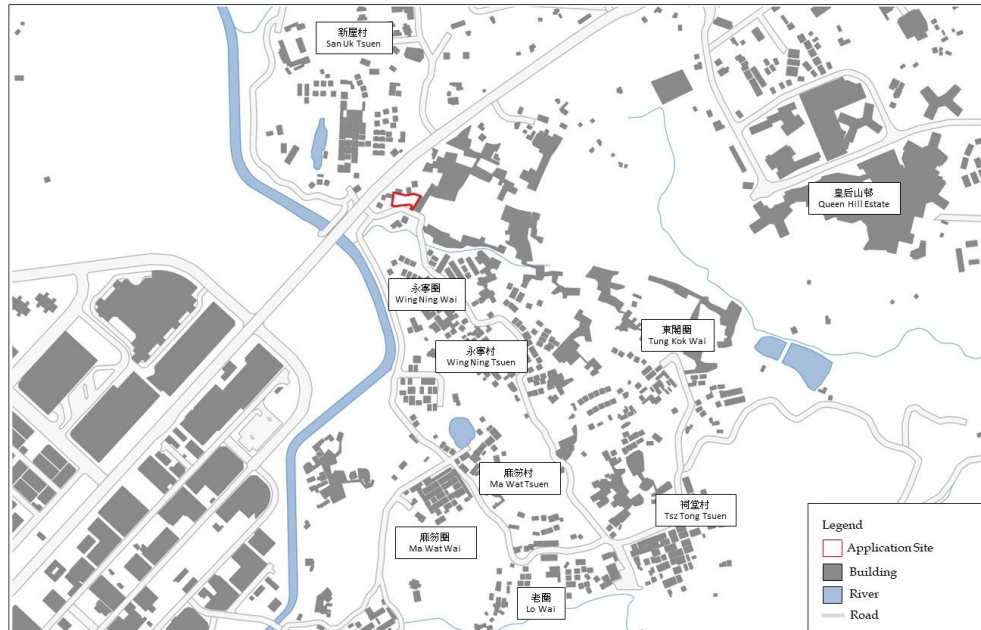 新屋村
San Uk Tsuen
皇后山邨
Queen Hill Estate
永寧圍
Wing Ning Wai
東閣圍
Tung Kok Wai
永寧村
Wing Ning Tsuen
麻笏村
Ma Wat Tsuen
祠堂村
Tsz Tong Tsuen
麻笏圍
Ma Wat Wai
老圍
Lo Wai
Legend
Application Site
Building
River
Road